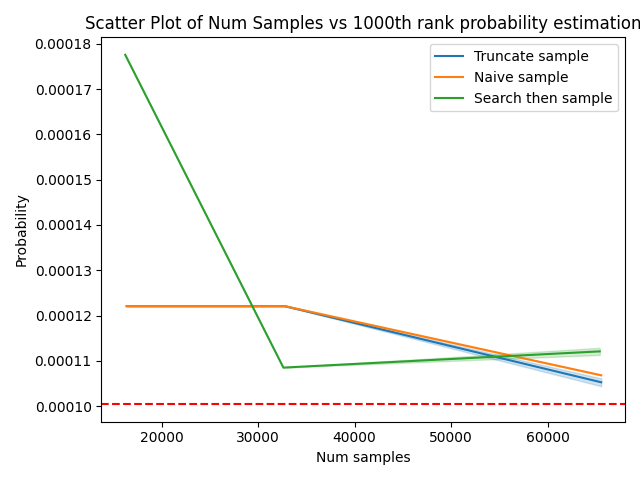 Scatter Plot of Num Samples vs 1000th rank probability estimation
Truncate sample
Naive sample
Search then sample
Probability
0.00018
0.00017
0.00016
0.00015
0.00014
0.00013
0.00012
0.00011
0.00010
20000 30000 40000 50000 60000
Num samples